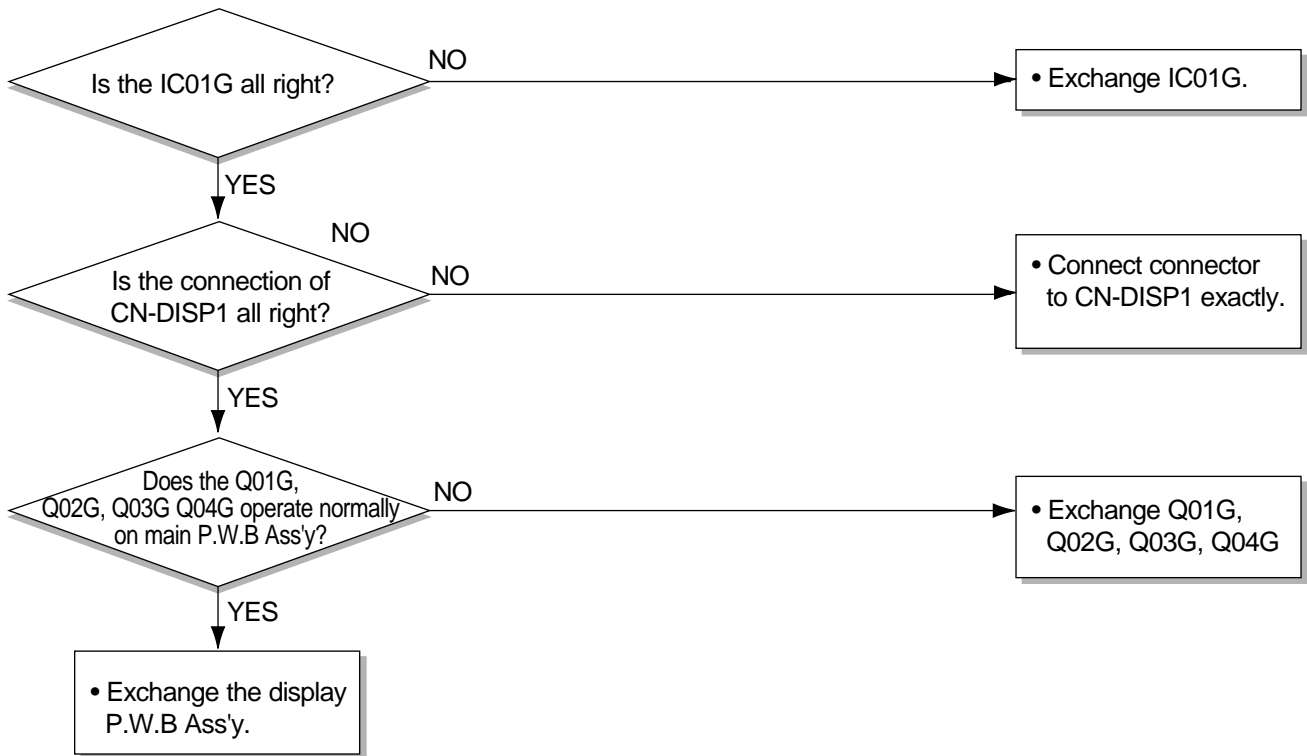 Is the IC01G all right?
NO
• Exchange IC01G.
YES
NO
Is the connection of
CN-DISP1 all right?
NO
• Connect connector
to CN-DISP1 exactly.
YES
Does the Q01G,
Q02G, Q03G Q04G operate normally
on main P.W.B Ass'y?
NO
• Exchange Q01G,
Q02G, Q03G, Q04G
YES
• Exchange the display
P.W.B Ass'y.